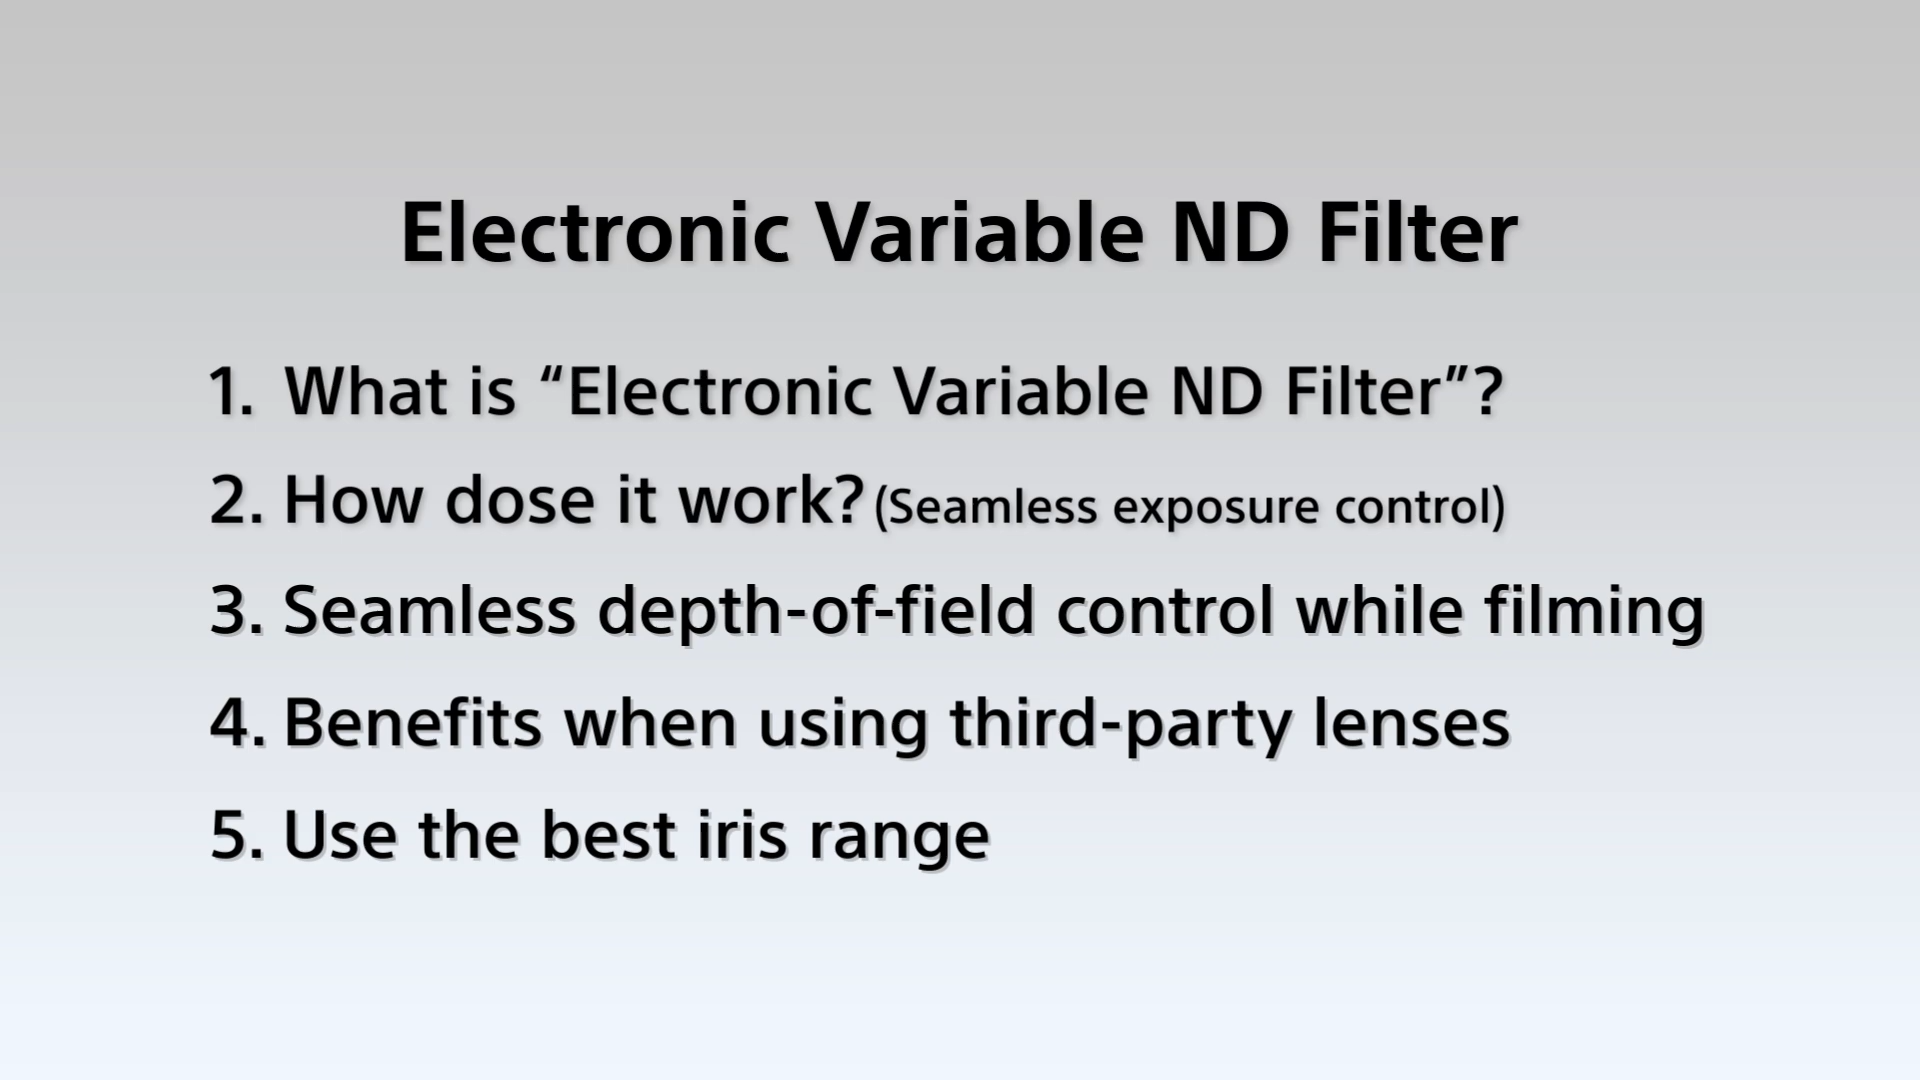 Electronic Variable ND Filter
1. What is “Electronic Variable ND Filter”?
2. How dose it work? (Seamless exposure control)
3. Seamless depth-of-field control while filming
4. Benefits when using third-party lenses
5. Use the best iris range